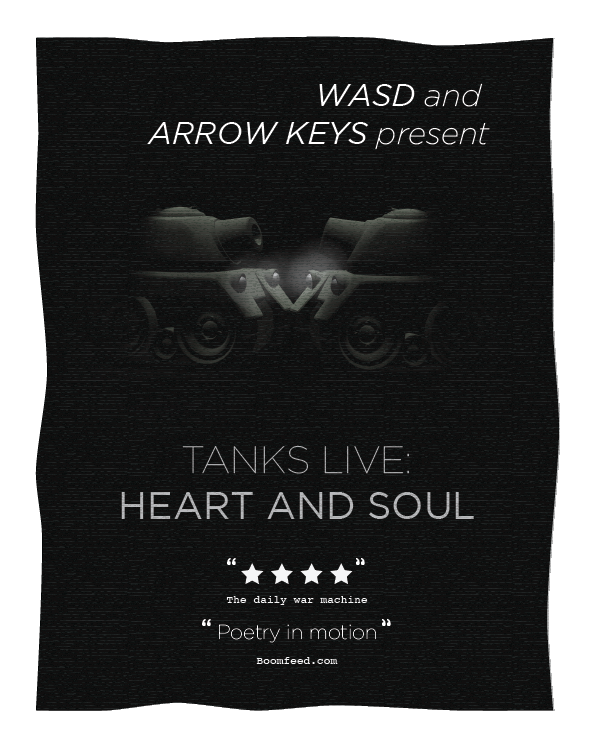 WASD and
ARROW KEYS present
TANKS LIVE:
HEART AND SOUL
“★★★★”
The daily war machine
“Poetry in motion”
Boomfeed.com